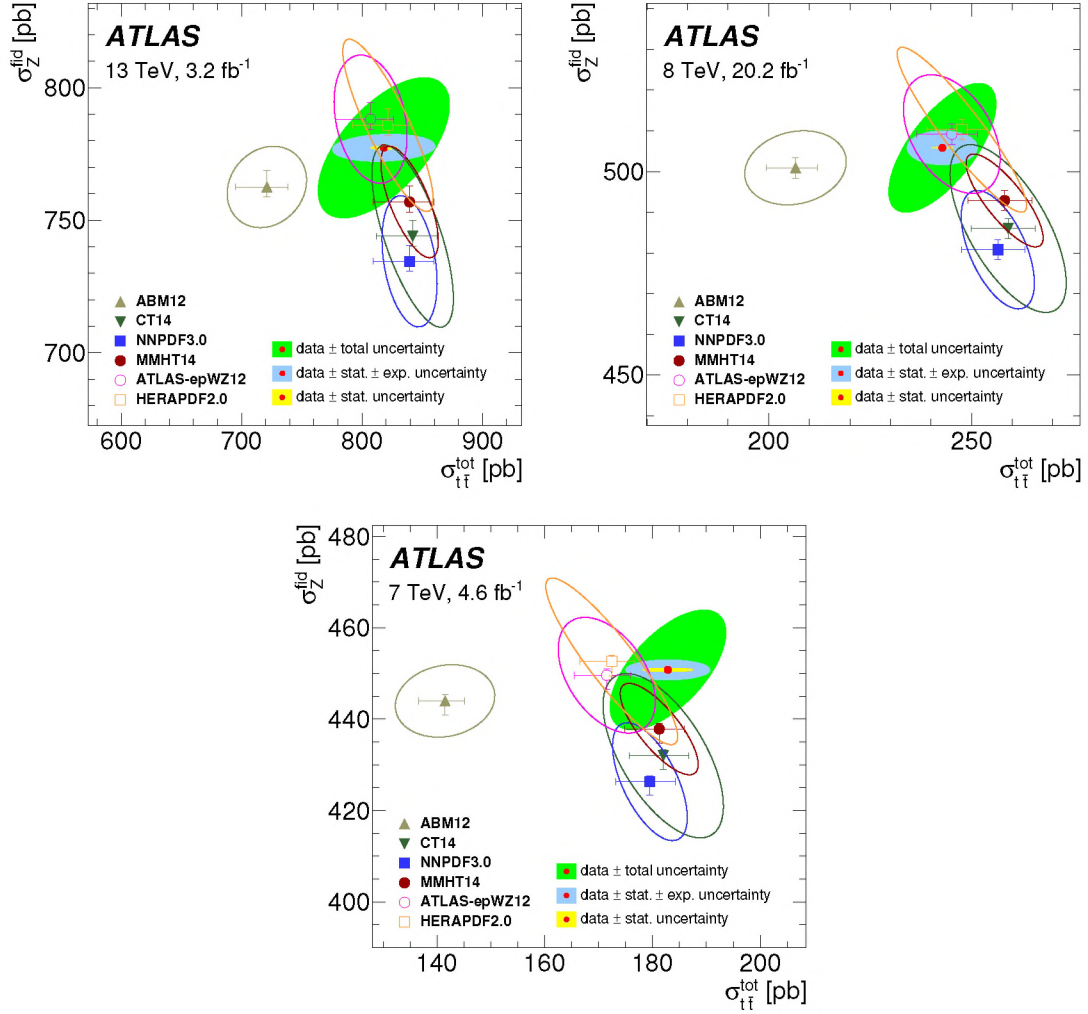 ATLAS
13 TeV, 3.2 fb⁻¹
σ_Z^fid [pb]
800
750
700
ABM12
CT14
NNPDF3.0
MMHT14
ATLAS-epWZ12
HERAPDF2.0
data ± total uncertainty
data ± stat. ± exp. uncertainty
data ± stat. uncertainty
600 700 800 900
σ_tt̄^tot [pb]
ATLAS
8 TeV, 20.2 fb⁻¹
σ_Z^fid [pb]
500
450
ABM12
CT14
NNPDF3.0
MMHT14
ATLAS-epWZ12
HERAPDF2.0
data ± total uncertainty
data ± stat. ± exp. uncertainty
data ± stat. uncertainty
200 250
σ_tt̄^tot [pb]
ATLAS
7 TeV, 4.6 fb⁻¹
σ_Z^fid [pb]
480
460
440
420
400
ABM12
CT14
NNPDF3.0
MMHT14
ATLAS-epWZ12
HERAPDF2.0
data ± total uncertainty
data ± stat. ± exp. uncertainty
data ± stat. uncertainty
140 160 180 200
σ_tt̄^tot [pb]